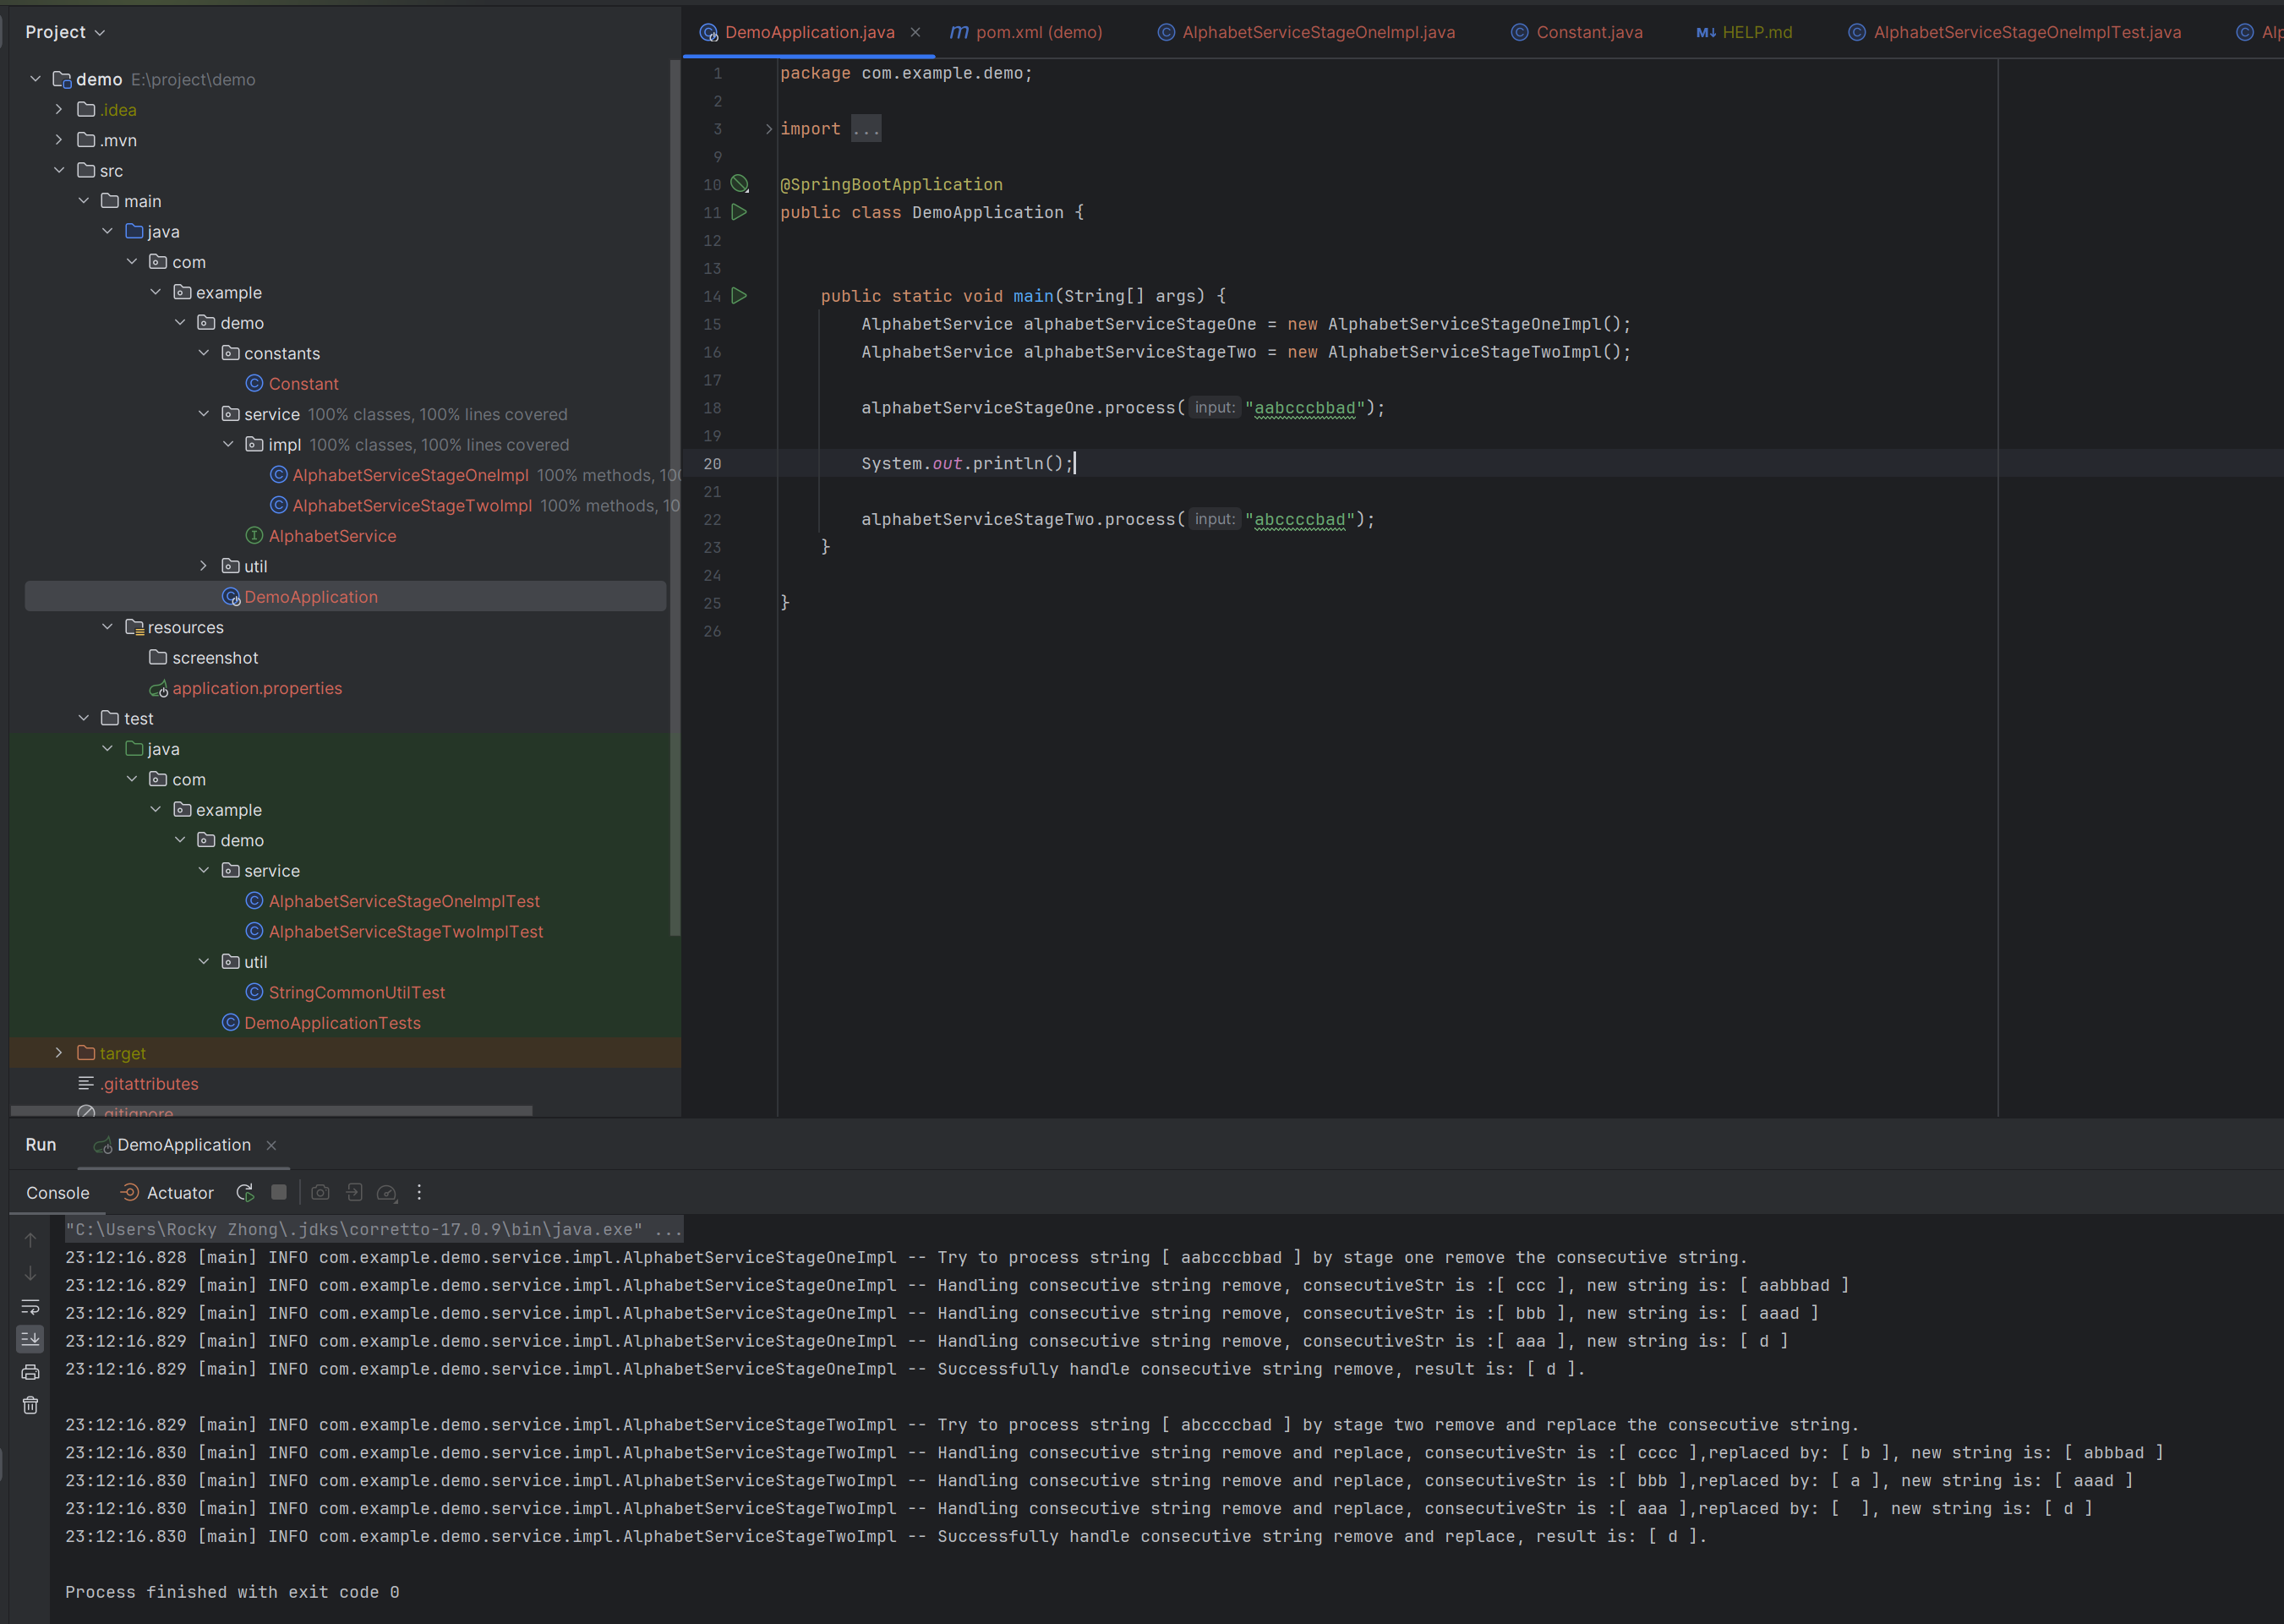 Project
demo E:\project\demo
.idea
.mvn
src
main
java
com
example
demo
constants
Constant
service 100% classes, 100% lines covered
impl 100% classes, 100% lines covered
AlphabetServiceStageOneImpl 100% methods, 100
AlphabetServiceStageTwoImpl 100% methods, 10
AlphabetService
util
DemoApplication
resources
screenshot
application.properties
test
java
com
example
demo
service
AlphabetServiceStageOneImplTest
AlphabetServiceStageTwoImplTest
util
StringCommonUtilTest
DemoApplicationTests
target
.gitattributes
.gitignore
DemoApplication.java
pom.xml (demo)
AlphabetServiceStageOneImpl.java
Constant.java
HELP.md
AlphabetServiceStageOneImplTest.java
1 package com.example.demo;
2
3 import ...
9
10 @SpringBootApplication
11 public class DemoApplication {
12
13
14 public static void main(String[] args) {
15 AlphabetService alphabetServiceStageOne = new AlphabetServiceStageOneImpl();
16 AlphabetService alphabetServiceStageTwo = new AlphabetServiceStageTwoImpl();
17
18 alphabetServiceStageOne.process( input: "aabcccbbad");
19
20 System.out.println();
21
22 alphabetServiceStageTwo.process( input: "abccccbad");
23 }
24
25 }
26
Run DemoApplication
Console Actuator
"C:\Users\Rocky Zhong\.jdks\corretto-17.0.9\bin\java.exe" ...
23:12:16.828 [main] INFO com.example.demo.service.impl.AlphabetServiceStageOneImpl -- Try to process string [ aabcccbbad ] by stage one remove the consecutive string.
23:12:16.829 [main] INFO com.example.demo.service.impl.AlphabetServiceStageOneImpl -- Handling consecutive string remove, consecutiveStr is :[ ccc ], new string is: [ aabbbad ]
23:12:16.829 [main] INFO com.example.demo.service.impl.AlphabetServiceStageOneImpl -- Handling consecutive string remove, consecutiveStr is :[ bbb ], new string is: [ aaad ]
23:12:16.829 [main] INFO com.example.demo.service.impl.AlphabetServiceStageOneImpl -- Handling consecutive string remove, consecutiveStr is :[ aaa ], new string is: [ d ]
23:12:16.829 [main] INFO com.example.demo.service.impl.AlphabetServiceStageOneImpl -- Successfully handle consecutive string remove, result is: [ d ].
23:12:16.829 [main] INFO com.example.demo.service.impl.AlphabetServiceStageTwoImpl -- Try to process string [ abccccbad ] by stage two remove and replace the consecutive string.
23:12:16.830 [main] INFO com.example.demo.service.impl.AlphabetServiceStageTwoImpl -- Handling consecutive string remove and replace, consecutiveStr is :[ cccc ],replaced by: [ b ], new string is: [ abbbad ]
23:12:16.830 [main] INFO com.example.demo.service.impl.AlphabetServiceStageTwoImpl -- Handling consecutive string remove and replace, consecutiveStr is :[ bbb ],replaced by: [ a ], new string is: [ aaad ]
23:12:16.830 [main] INFO com.example.demo.service.impl.AlphabetServiceStageTwoImpl -- Handling consecutive string remove and replace, consecutiveStr is :[ aaa ],replaced by: [  ], new string is: [ d ]
23:12:16.830 [main] INFO com.example.demo.service.impl.AlphabetServiceStageTwoImpl -- Successfully handle consecutive string remove and replace, result is: [ d ].
Process finished with exit code 0